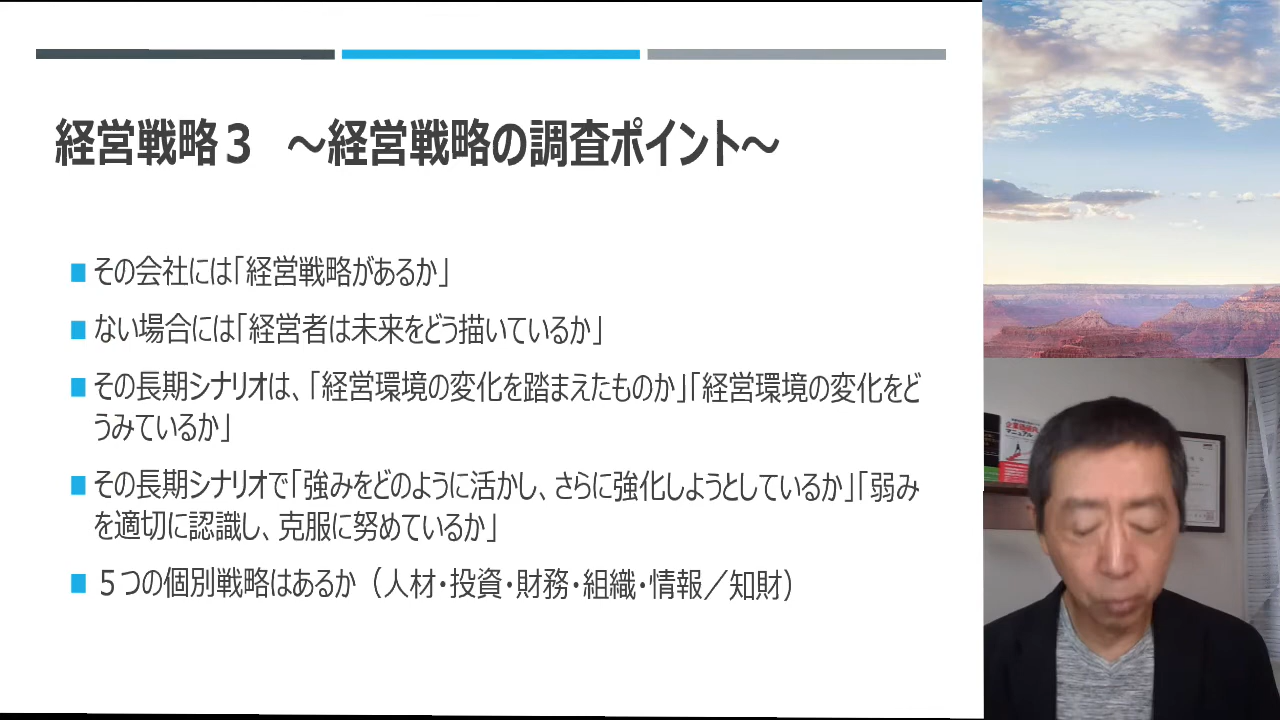 経営戦略３　～経営戦略の調査ポイント～
その会社には「経営戦略があるか」
ない場合には「経営者は未来をどう描いているか」
その長期シナリオは、「経営環境の変化を踏まえたものか」「経営環境の変化をど
うみているか」
その長期シナリオで「強みをどのように活かし、さらに強化しようとしているか」「弱み
を適切に認識し、克服に努めているか」
５つの個別戦略はあるか（人材・投資・財務・組織・情報／知財）
マニュアル